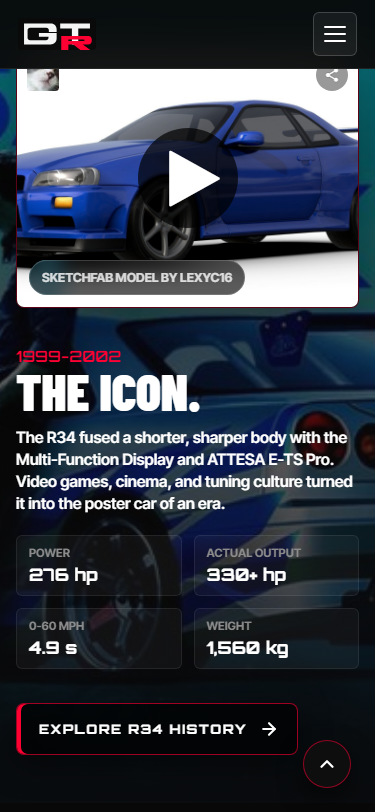 GTR
SKETCHFAB MODEL BY LEXYC16
1999-2002
THE ICON.
The R34 fused a shorter, sharper body with the
Multi-Function Display and ATTESA E-TS Pro.
Video games, cinema, and tuning culture turned
it into the poster car of an era.
POWER
276 hp
ACTUAL OUTPUT
330+ hp
0-60 MPH
4.9 s
WEIGHT
1,560 kg
EXPLORE R34 HISTORY